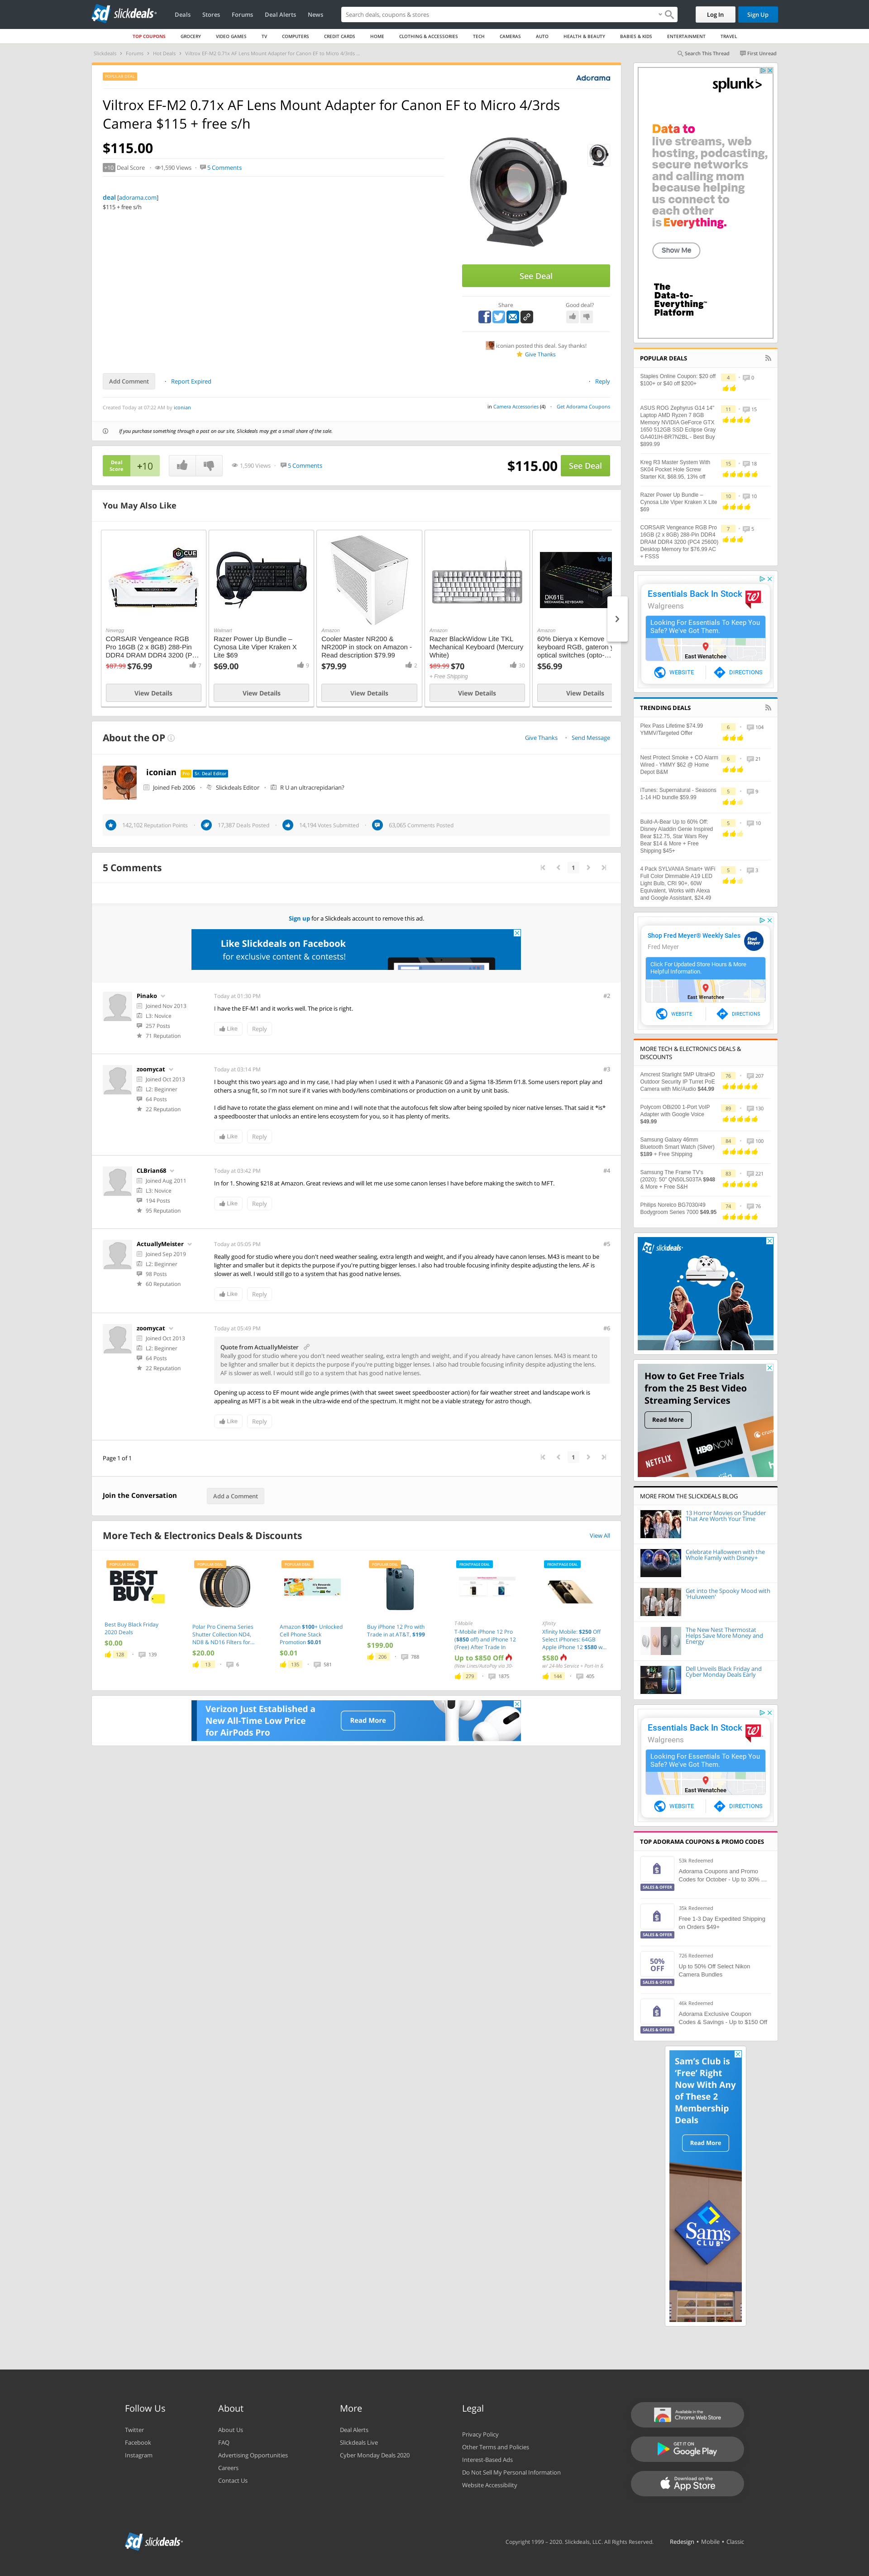 sd slickdeals
Deals Stores Forums Deal Alerts News
Search deals, coupons & stores
Log In
Sign Up
TOP COUPONS GROCERY VIDEO GAMES TV COMPUTERS CREDIT CARDS HOME CLOTHING & ACCESSORIES TECH CAMERAS AUTO HEALTH & BEAUTY BABIES & KIDS ENTERTAINMENT TRAVEL
Slickdeals Forums Hot Deals Viltrox EF-M2 0.71x AF Lens Mount Adapter for Canon EF to Micro 4/3rds ...
Search This Thread First Unread
POPULAR DEAL
Adorama
Viltrox EF-M2 0.71x AF Lens Mount Adapter for Canon EF to Micro 4/3rds
Camera $115 + free s/h
$115.00
+10 Deal Score 1,590 Views 5 Comments
deal [adorama.com]
$115 + free s/h
See Deal
Share
Good deal?
iconian posted this deal. Say thanks!
Give Thanks
Add Comment
Report Expired
Reply
Created Today at 07:22 AM by iconian
in Camera Accessories (4) Get Adorama Coupons
If you purchase something through a post on our site, Slickdeals may get a small share of the sale.
Deal
Score
+10
1,590 Views
5 Comments
$115.00
See Deal
You May Also Like
Newegg
CORSAIR Vengeance RGB
Pro 16GB (2 x 8GB) 288-Pin
DDR4 DRAM DDR4 3200 (P...
$87.99 $76.99
7
View Details
Walmart
Razer Power Up Bundle –
Cynosa Lite Viper Kraken X
Lite $69
$69.00
9
View Details
Amazon
Cooler Master NR200 &
NR200P in stock on Amazon -
Read description $79.99
$79.99
2
View Details
Amazon
Razer BlackWidow Lite TKL
Mechanical Keyboard (Mercury
White)
$89.99 $70
30
+ Free Shipping
View Details
DK61E
MECHANICAL KEYBOARD
Amazon
60% Dierya x Kemove
keyboard RGB, gateron
optical switches (opto-...
$56.99
View Details
About the OP
Give Thanks
Send Message
iconian Pro Sr. Deal Editor
Joined Feb 2006 Slickdeals Editor R U an ultracrepidarian?
142,102 Reputation Points
17,387 Deals Posted
14,194 Votes Submitted
63,065 Comments Posted
5 Comments
1
Sign up for a Slickdeals account to remove this ad.
Like Slickdeals on Facebook
for exclusive content & contests!
Pinako
Joined Nov 2013
L3: Novice
257 Posts
71 Reputation
Today at 01:30 PM
#2
I have the EF-M1 and it works well. The price is right.
Like
Reply
zoomycat
Joined Oct 2013
L2: Beginner
64 Posts
22 Reputation
Today at 03:14 PM
#3
I bought this two years ago and in my case, I had play when I used it with a Panasonic G9 and a Sigma 18-35mm f/1.8. Some users report play and
others a snug fit, so I'm not sure if it varies with body/lens combinations or production on a unit by unit basis.
I did have to rotate the glass element on mine and I will note that the autofocus felt slow after being spoiled by nicer native lenses. That said it *is*
a speedbooster that unlocks an entire lens ecosystem for you, so it has plenty of merits.
Like
Reply
CLBrian68
Joined Aug 2011
L3: Novice
194 Posts
95 Reputation
Today at 03:42 PM
#4
In for 1. Showing $218 at Amazon. Great reviews and will let me use some canon lenses I have before making the switch to MFT.
Like
Reply
ActuallyMeister
Joined Sep 2019
L2: Beginner
98 Posts
60 Reputation
Today at 05:05 PM
#5
Really good for studio where you don't need weather sealing, extra length and weight, and if you already have canon lenses. M43 is meant to be
lighter and smaller but it depicts the purpose if you're putting bigger lenses. I also had trouble focusing infinity despite adjusting the lens. AF is
slower as well. I would still go to a system that has good native lenses.
Like
Reply
zoomycat
Joined Oct 2013
L2: Beginner
64 Posts
22 Reputation
Today at 05:49 PM
#6
Quote from ActuallyMeister
Really good for studio where you don't need weather sealing, extra length and weight, and if you already have canon lenses. M43 is meant to
be lighter and smaller but it depicts the purpose if you're putting bigger lenses. I also had trouble focusing infinity despite adjusting the lens.
AF is slower as well. I would still go to a system that has good native lenses.
Opening up access to EF mount wide angle primes (with that sweet sweet speedbooster action) for fair weather street and landscape work is
appealing as MFT is a bit weak in the ultra-wide end of the spectrum. It might not be a viable strategy for astro though.
Like
Reply
Page 1 of 1
1
Join the Conversation
Add a Comment
More Tech & Electronics Deals & Discounts
View All
POPULAR DEAL
BEST
BUY
Best Buy Black Friday
2020 Deals
$0.00
128 139
POPULAR DEAL
Polar Pro Cinema Series
Shutter Collection ND4,
ND8 & ND16 Filters for...
$20.00
13 6
POPULAR DEAL
Amazon $100+ Unlocked
Cell Phone Stack
Promotion $0.01
$0.01
135 581
POPULAR DEAL
Buy iPhone 12 Pro with
Trade in at AT&T, $199
$199.00
206 788
FRONTPAGE DEAL
T-Mobile
T-Mobile iPhone 12 Pro
($850 off) and iPhone 12
(Free) After Trade In
Up to $850 Off
279 1875
FRONTPAGE DEAL
Xfinity
Xfinity Mobile: $250 Off
Select iPhones: 64GB
Apple iPhone 12 $580 w...
$580
w/ 24-Mo Service + Port-In &
144 405
Verizon Just Established a
New All-Time Low Price
for AirPods Pro
Read More
splunk>
Data to
live streams, web
hosting, podcasting,
secure networks
and calling mom
because helping
us connect to
each other
is Everything.
Show Me
The
Data-to-
Everything™
Platform
POPULAR DEALS
Staples Online Coupon: $20 off
$100+ or $40 off $200+
4 0
ASUS ROG Zephyrus G14 14"
Laptop AMD Ryzen 7 8GB
Memory NVIDIA GeForce GTX
1650 512GB SSD Eclipse Gray
GA401IH-BR7N2BL - Best Buy
$899.99
11 15
Kreg R3 Master System With
SK04 Pocket Hole Screw
Starter Kit, $68.95, 13% off
15 18
Razer Power Up Bundle –
Cynosa Lite Viper Kraken X Lite
$69
10 10
CORSAIR Vengeance RGB Pro
16GB (2 x 8GB) 288-Pin DDR4
DRAM DDR4 3200 (PC4 25600)
Desktop Memory for $76.99 AC
+ FSSS
7 5
Essentials Back In Stock
Walgreens
Looking For Essentials To Keep You
Safe? We've Got Them.
East Wenatchee
WEBSITE
DIRECTIONS
TRENDING DEALS
Plex Pass Lifetime $74.99
YMMV/Targeted Offer
6 104
Nest Protect Smoke + CO Alarm
Wired - YMMY $62 @ Home
Depot B&M
6 21
iTunes: Supernatural - Seasons
1-14 HD bundle $59.99
5 9
Build-A-Bear Up to 60% Off:
Disney Aladdin Genie Inspired
Bear $12.75, Star Wars Rey
Bear $14 & More + Free
Shipping $45+
5 10
4 Pack SYLVANIA Smart+ WiFi
Full Color Dimmable A19 LED
Light Bulb, CRI 90+, 60W
Equivalent, Works with Alexa
and Google Assistant, $24.49
5 3
Shop Fred Meyer® Weekly Sales
Fred Meyer
Click For Updated Store Hours & More
Helpful Information.
East Wenatchee
WEBSITE
DIRECTIONS
MORE TECH & ELECTRONICS DEALS &
DISCOUNTS
Amcrest Starlight 5MP UltraHD
Outdoor Security IP Turret PoE
Camera with Mic/Audio $44.99
76 207
Polycom OBi200 1-Port VoIP
Adapter with Google Voice
$49.99
89 130
Samsung Galaxy 46mm
Bluetooth Smart Watch (Silver)
$189 + Free Shipping
84 100
Samsung The Frame TV's
(2020): 50" QN50LS03TA $948
& More + Free S&H
83 221
Philips Norelco BG7030/49
Bodygroom Series 7000 $49.95
74 76
sd slickdeals
How to Get Free Trials
from the 25 Best Video
Streaming Services
Read More
NETFLIX
HBO NOW
MORE FROM THE SLICKDEALS BLOG
13 Horror Movies on Shudder
That Are Worth Your Time
Celebrate Halloween with the
Whole Family with Disney+
Get into the Spooky Mood with
'Huluween'
The New Nest Thermostat
Helps Save More Money and
Energy
Dell Unveils Black Friday and
Cyber Monday Deals Early
Essentials Back In Stock
Walgreens
Looking For Essentials To Keep You
Safe? We've Got Them.
East Wenatchee
WEBSITE
DIRECTIONS
TOP ADORAMA COUPONS & PROMO CODES
53k Redeemed
Adorama Coupons and Promo
Codes for October - Up to 30% ...
SALES & OFFER
35k Redeemed
Free 1-3 Day Expedited Shipping
on Orders $49+
SALES & OFFER
50%
OFF
726 Redeemed
Up to 50% Off Select Nikon
Camera Bundles
SALES & OFFER
46k Redeemed
Adorama Exclusive Coupon
Codes & Savings - Up to $150 Off
SALES & OFFER
Sam's Club is
'Free' Right
Now With Any
of These 2
Membership
Deals
Read More
Sam's
CLUB
Follow Us
Twitter
Facebook
Instagram
About
About Us
FAQ
Advertising Opportunities
Careers
Contact Us
More
Deal Alerts
Slickdeals Live
Cyber Monday Deals 2020
Legal
Privacy Policy
Other Terms and Policies
Interest-Based Ads
Do Not Sell My Personal Information
Website Accessibility
Available in the
Chrome Web Store
GET IT ON
Google Play
Download on the
App Store
sd slickdeals
Copyright 1999 - 2020, Slickdeals, LLC. All Rights Reserved. Redesign • Mobile • Classic